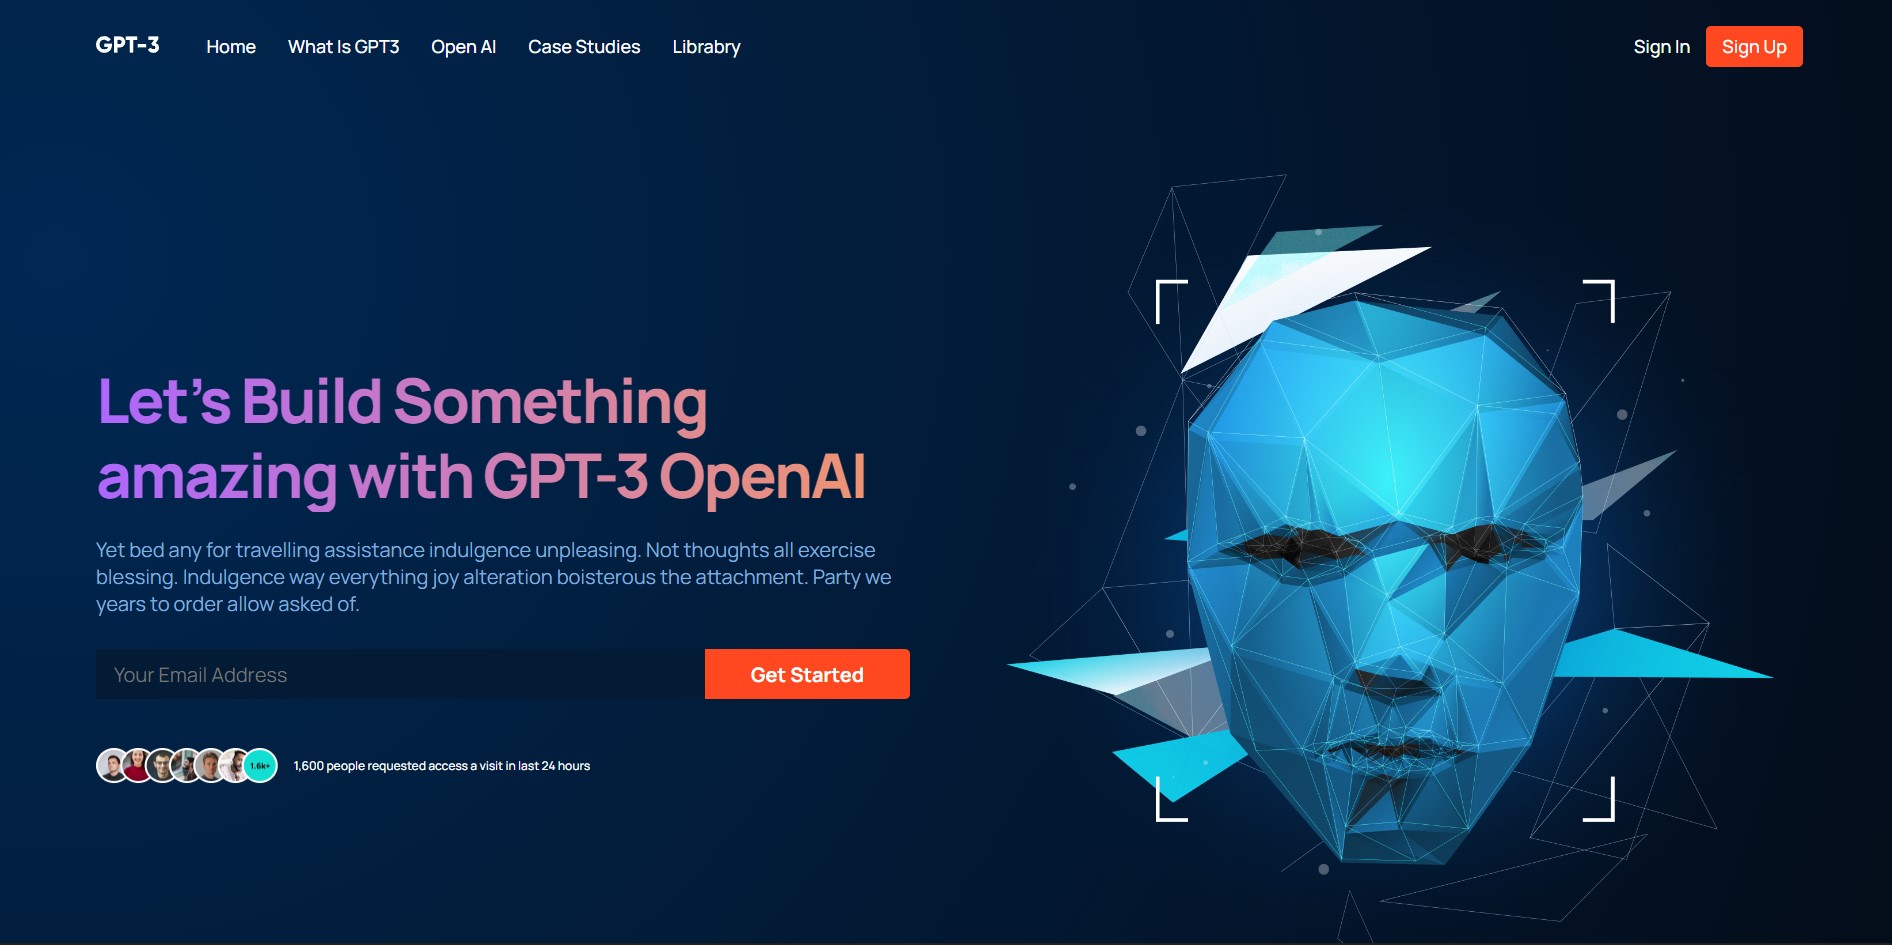 GPT-3 Home What Is GPT3 Open AI Case Studies Librabry Sign In Sign Up
Let’s Build Something
amazing with GPT-3 OpenAI
Yet bed any for travelling assistance indulgence unpleasing. Not thoughts all exercise
blessing. Indulgence way everything joy alteration boisterous the attachment. Party we
years to order allow asked of.
Your Email Address Get Started
1.6k+ 1,600 people requested access a visit in last 24 hours